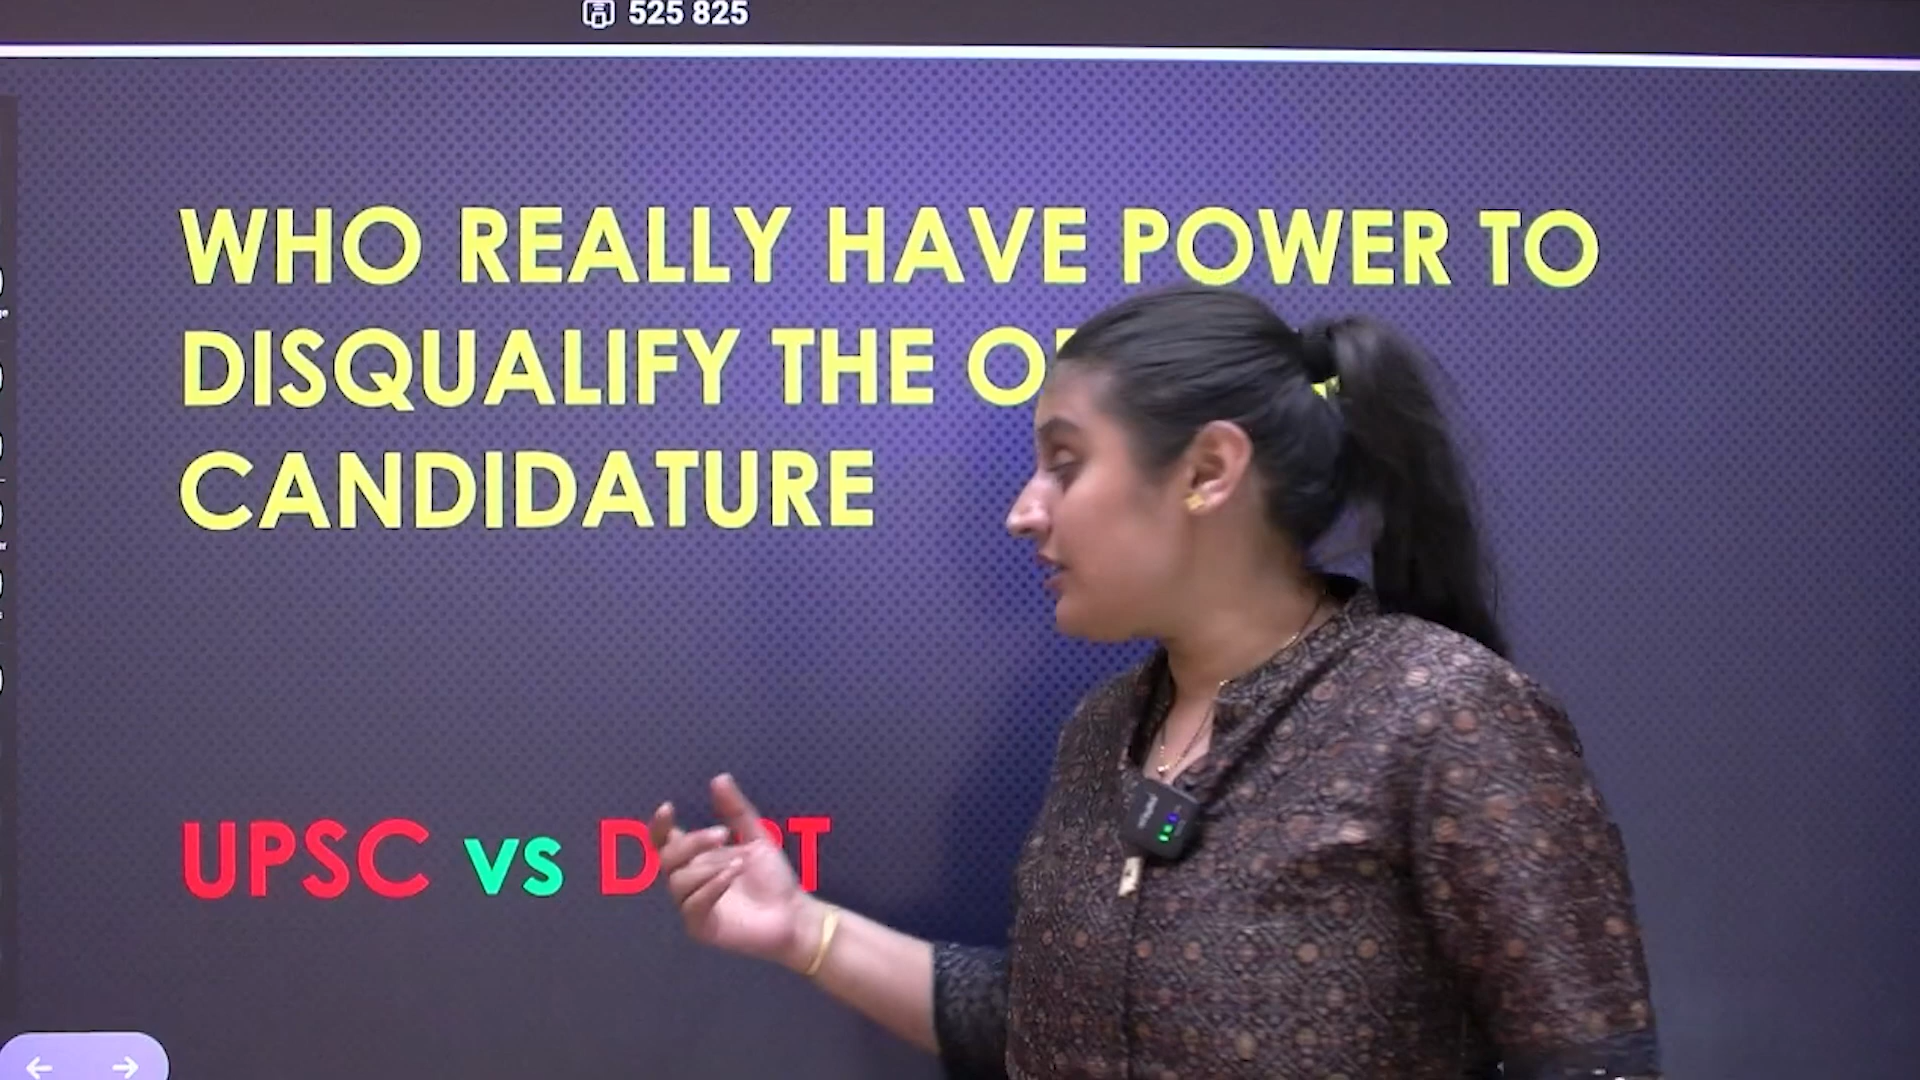 525 825
WHO REALLY HAVE POWER TO
DISQUALIFY THE
CANDIDATURE
UPSC vs